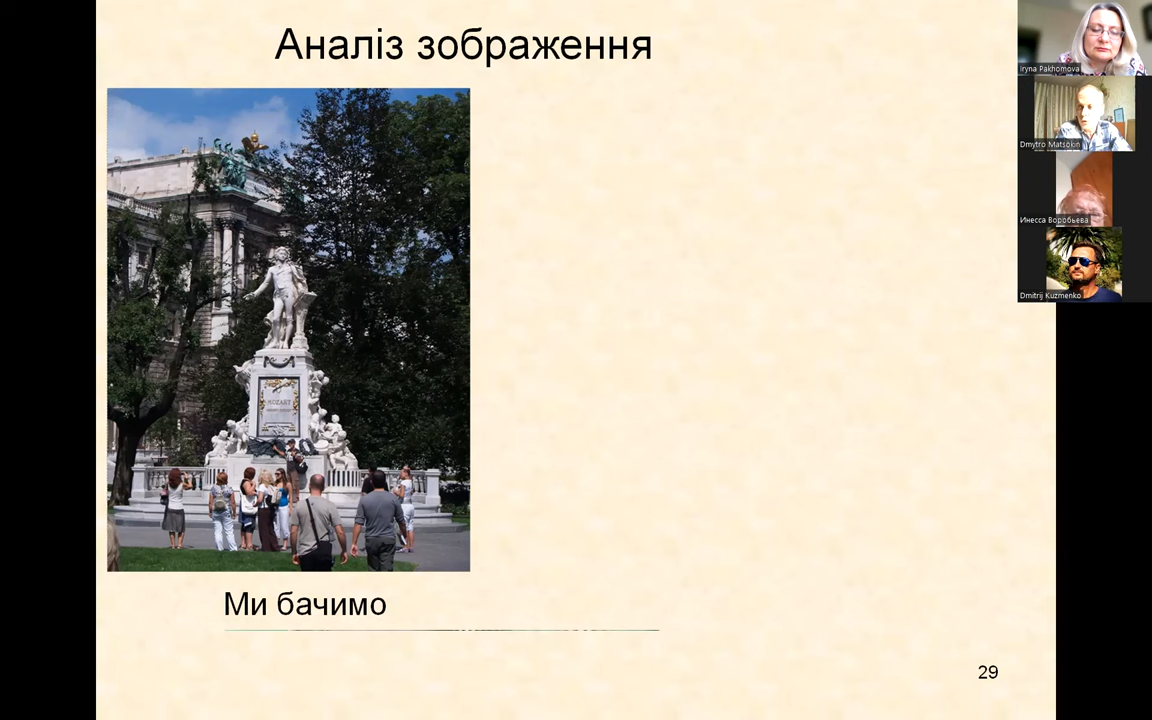 Аналіз зображення
Iryna Pakhomova
Dmytro Matsokin
Инесса Воробьева
Dmitrij Kuzmenko
MOZART
Ми бачимо
29